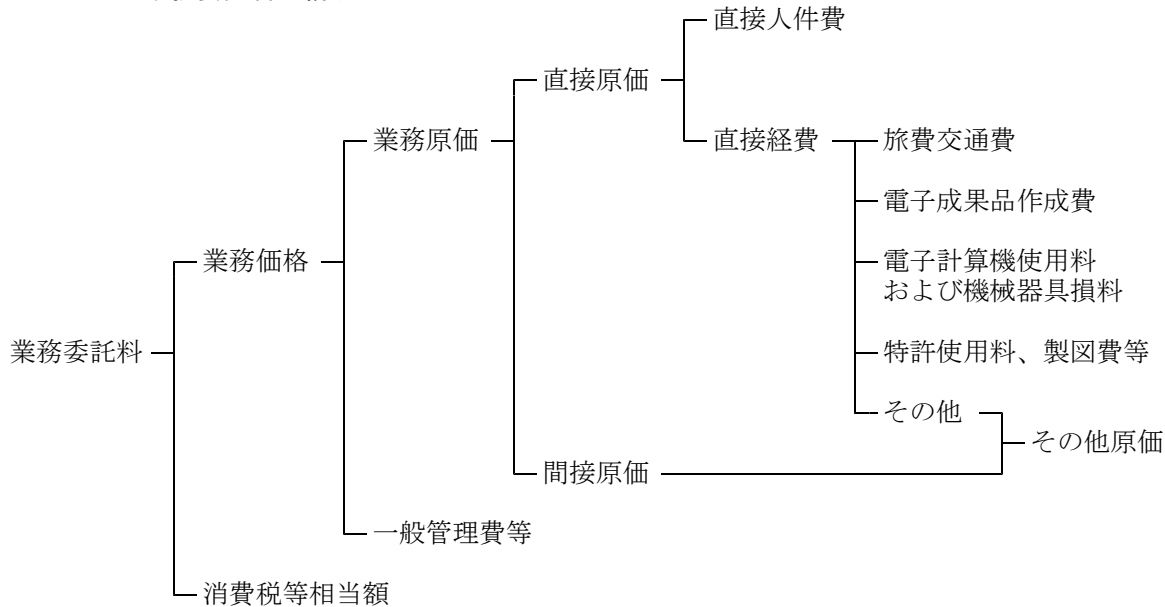 直接人件費
直接原価
業務原価
直接経費
旅費交通費
電子成果品作成費
業務価格
電子計算機使用料
および機械器具損料
業務委託料
特許使用料、製図費等
その他
その他原価
間接原価
一般管理費等
消費税等相当額